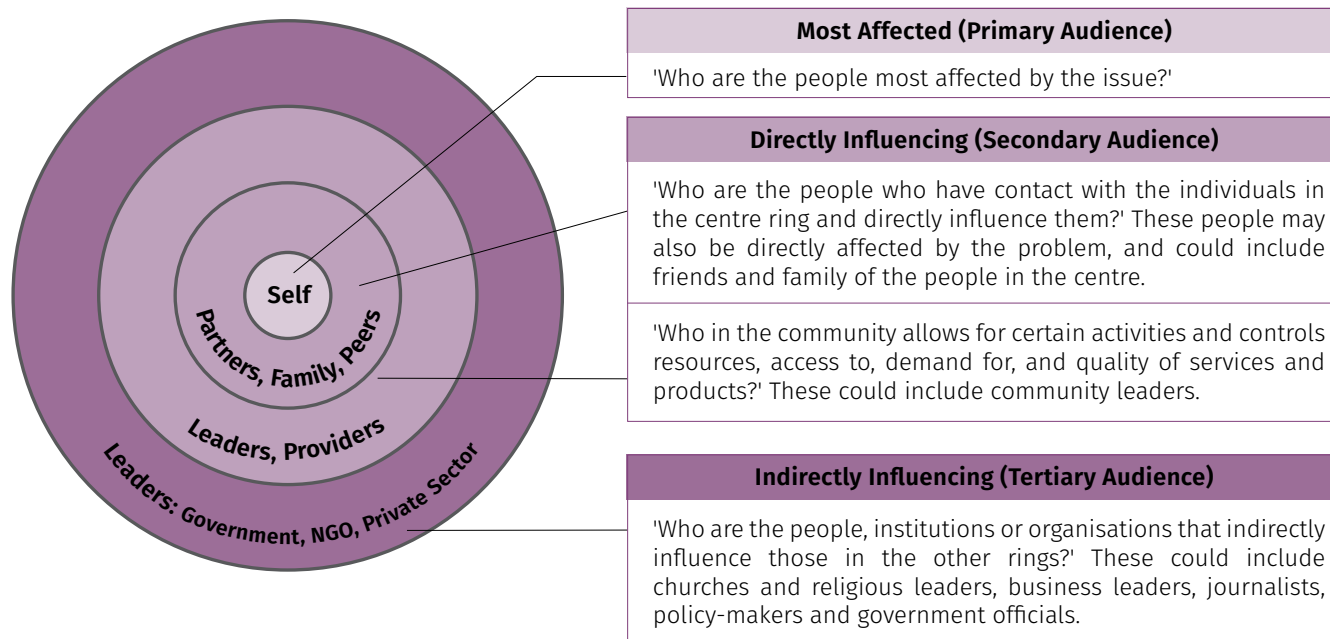 Self
Partners, Family, Peers
Leaders, Providers
Leaders: Government, NGO, Private Sector
Most Affected (Primary Audience)
'Who are the people most affected by the issue?'
Directly Influencing (Secondary Audience)
'Who are the people who have contact with the individuals in
the centre ring and directly influence them?' These people may
also be directly affected by the problem, and could include
friends and family of the people in the centre.
'Who in the community allows for certain activities and controls
resources, access to, demand for, and quality of services and
products?' These could include community leaders.
Indirectly Influencing (Tertiary Audience)
'Who are the people, institutions or organisations that indirectly
influence those in the other rings?' These could include
churches and religious leaders, business leaders, journalists,
policy-makers and government officials.